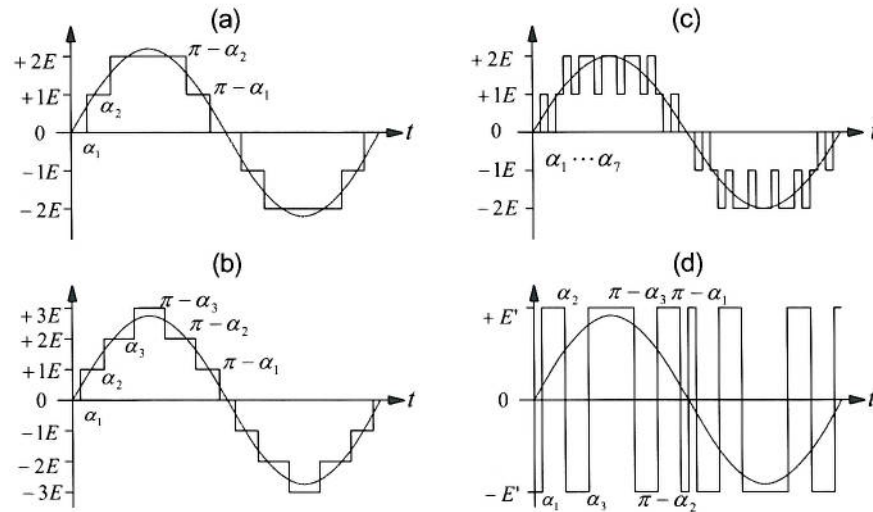 (a)
+2E
+1E
0
-1E
-2E
α₁
α₂
π − α₂
π − α₁
t
(c)
+2E
+1E
0
-1E
-2E
α₁ ⋯ α₇
t
(b)
+3E
+2E
+1E
0
-1E
-2E
-3E
α₁
α₂
α₃
π − α₃
π − α₂
π − α₁
t
(d)
+E'
0
-E'
α₂
π − α₃
π − α₁
α₁
α₃
π − α₂
t